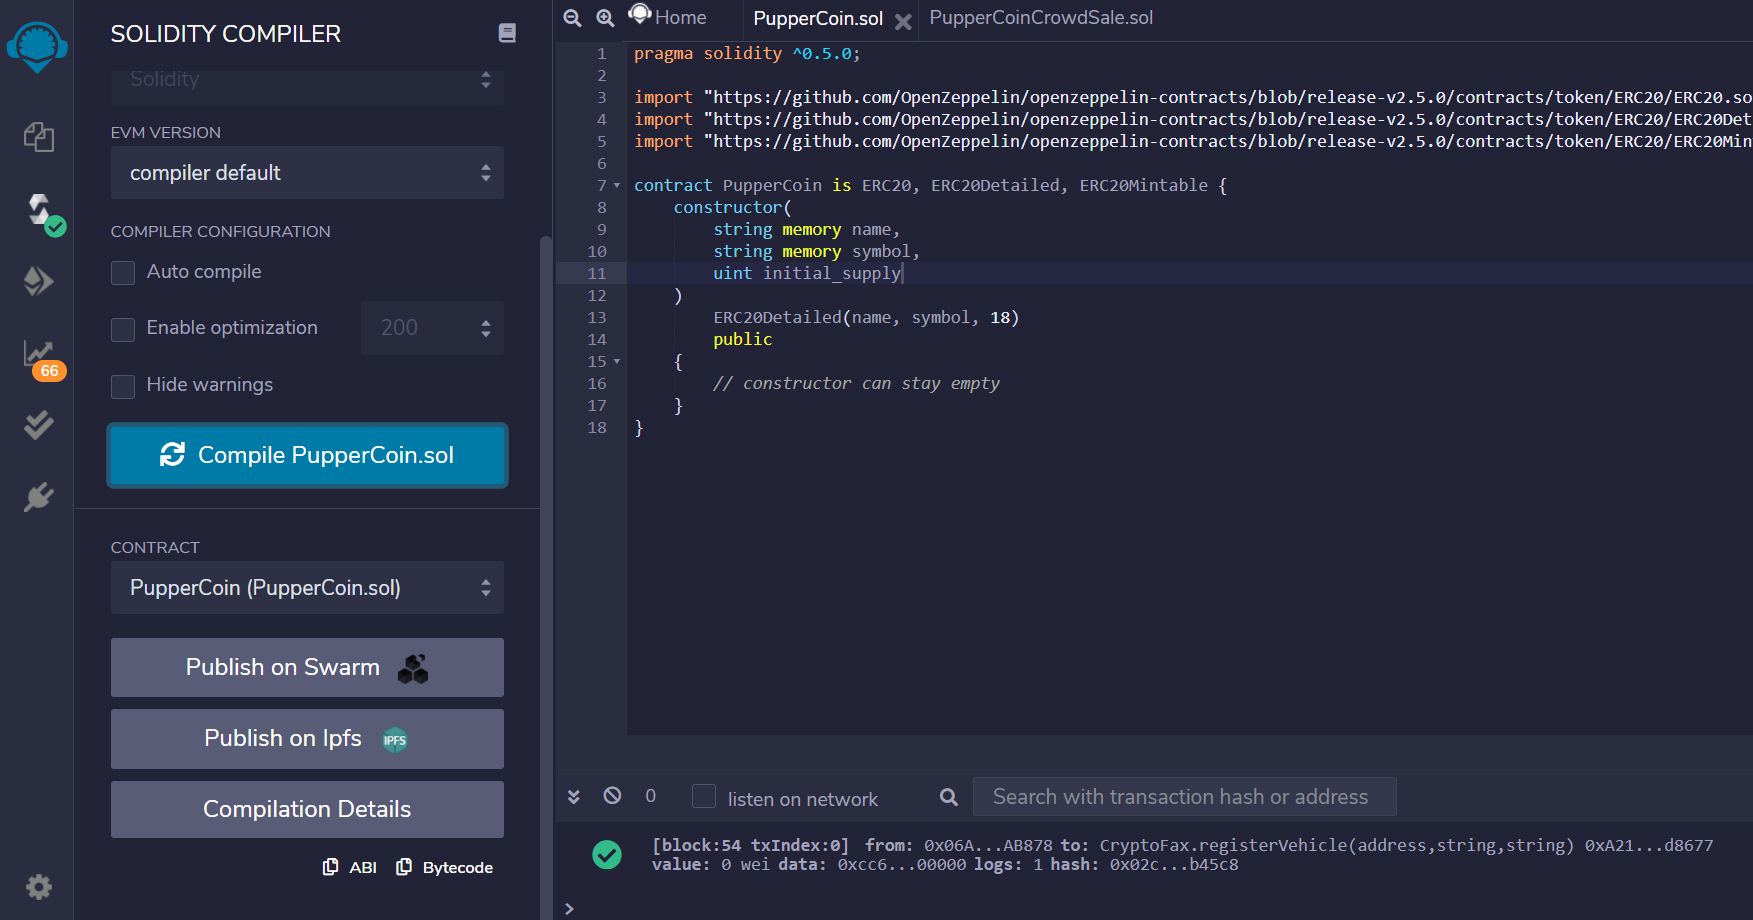 SOLIDITY COMPILER
Solidity
EVM VERSION
compiler default
COMPILER CONFIGURATION
Auto compile
Enable optimization
200
Hide warnings
66
Compile PupperCoin.sol
CONTRACT
PupperCoin (PupperCoin.sol)
Publish on Swarm
Publish on Ipfs
IPFS
Compilation Details
ABI
Bytecode
Home
PupperCoin.sol
PupperCoinCrowdSale.sol
1 pragma solidity ^0.5.0;
2
3 import "https://github.com/OpenZeppelin/openzeppelin-contracts/blob/release-v2.5.0/contracts/token/ERC20/ERC20.so
4 import "https://github.com/OpenZeppelin/openzeppelin-contracts/blob/release-v2.5.0/contracts/token/ERC20/ERC20Det
5 import "https://github.com/OpenZeppelin/openzeppelin-contracts/blob/release-v2.5.0/contracts/token/ERC20/ERC20Min
6
7 contract PupperCoin is ERC20, ERC20Detailed, ERC20Mintable {
8 constructor(
9 string memory name,
10 string memory symbol,
11 uint initial_supply
12 )
13 ERC20Detailed(name, symbol, 18)
14 public
15 {
16 // constructor can stay empty
17 }
18 }
0
listen on network
Search with transaction hash or address
[block:54 txIndex:0] from: 0x06A...AB878 to: CryptoFax.registerVehicle(address,string,string) 0xA21...d8677
value: 0 wei data: 0xcc6...00000 logs: 1 hash: 0x02c...b45c8
>